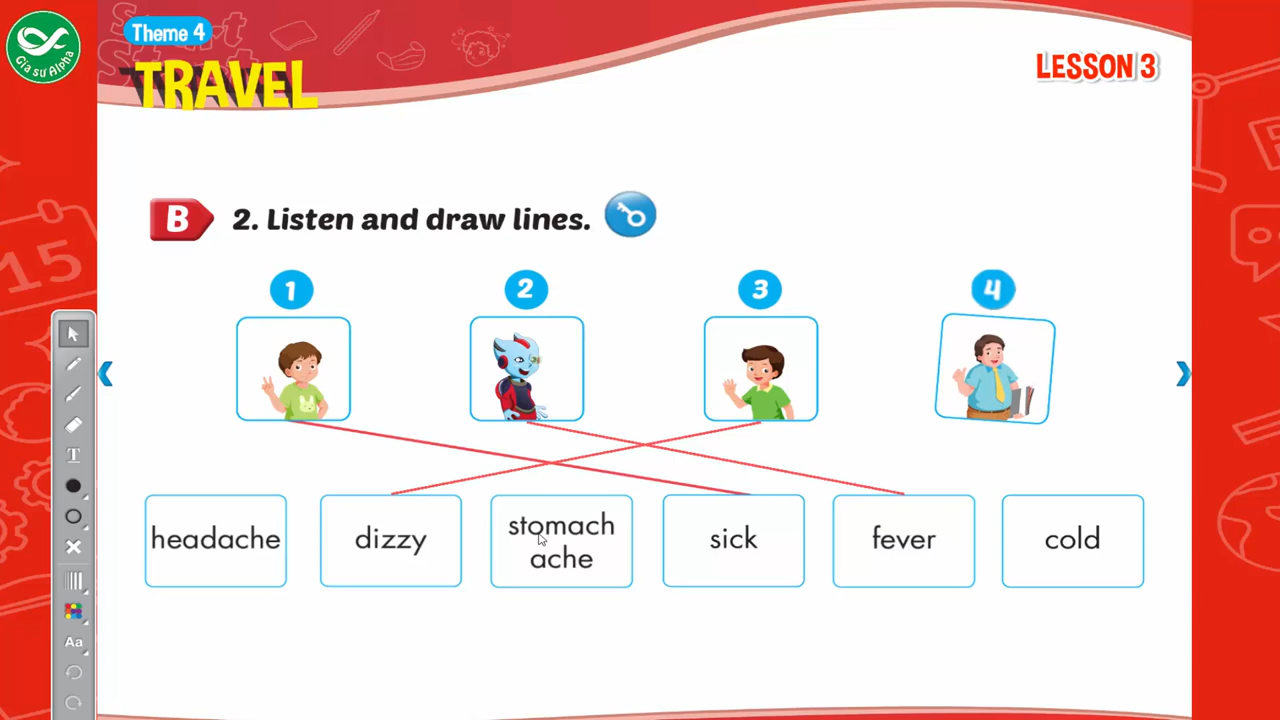 Gia sư Alpha
Theme 4
TRAVEL
LESSON 3
B 2. Listen and draw lines.
1 2 3 4
headache dizzy stomach ache sick fever cold
T
Aa
15